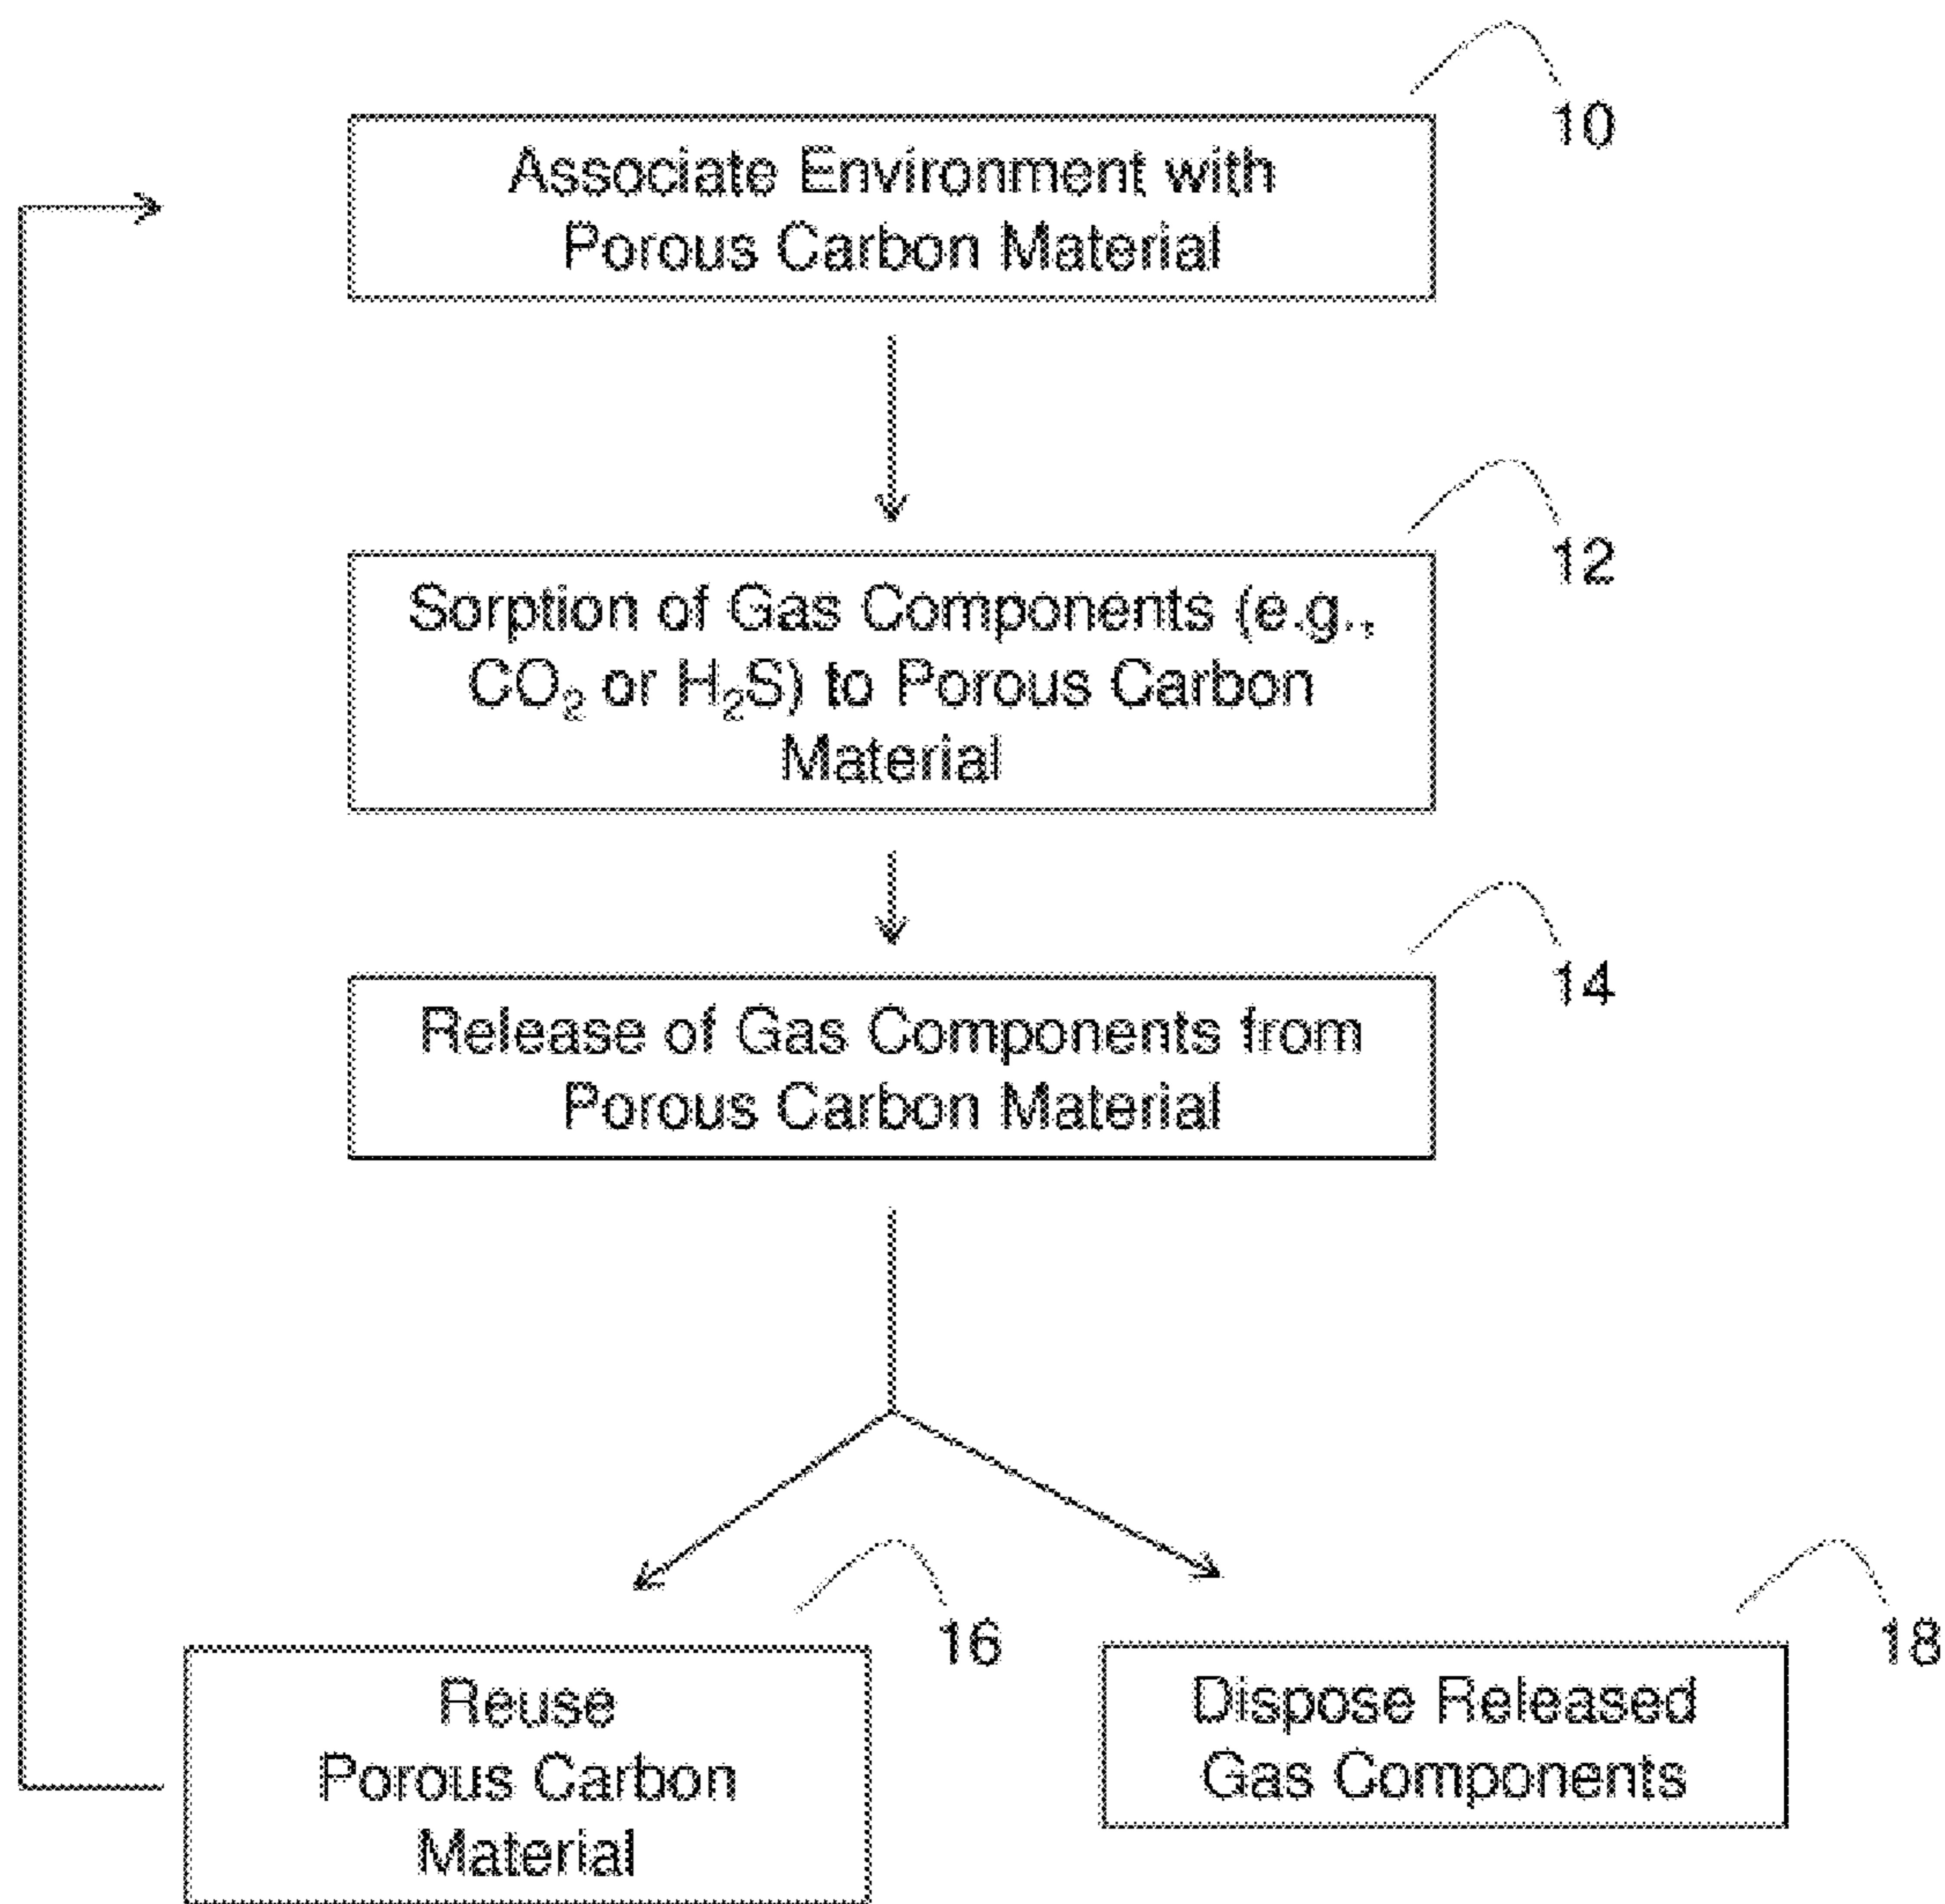 10
Associate Environment with
Porous Carbon Material
12
Sorption of Gas Components (e.g.,
CO₂ or H₂S) to Porous Carbon
Material
14
Release of Gas Components from
Porous Carbon Material
16
18
Reuse
Porous Carbon
Material
Dispose Released
Gas Components